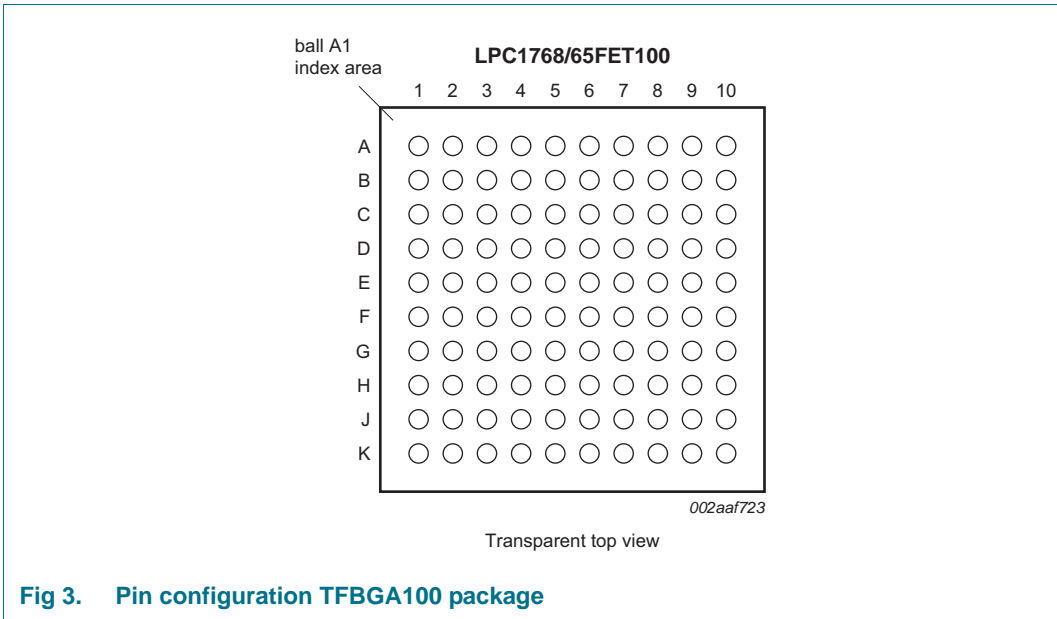 ball A1
index area
LPC1768/65FET100
1 2 3 4 5 6 7 8 9 10
A
B
C
D
E
F
G
H
J
K
002aaf723
Transparent top view
Fig 3. Pin configuration TFBGA100 package